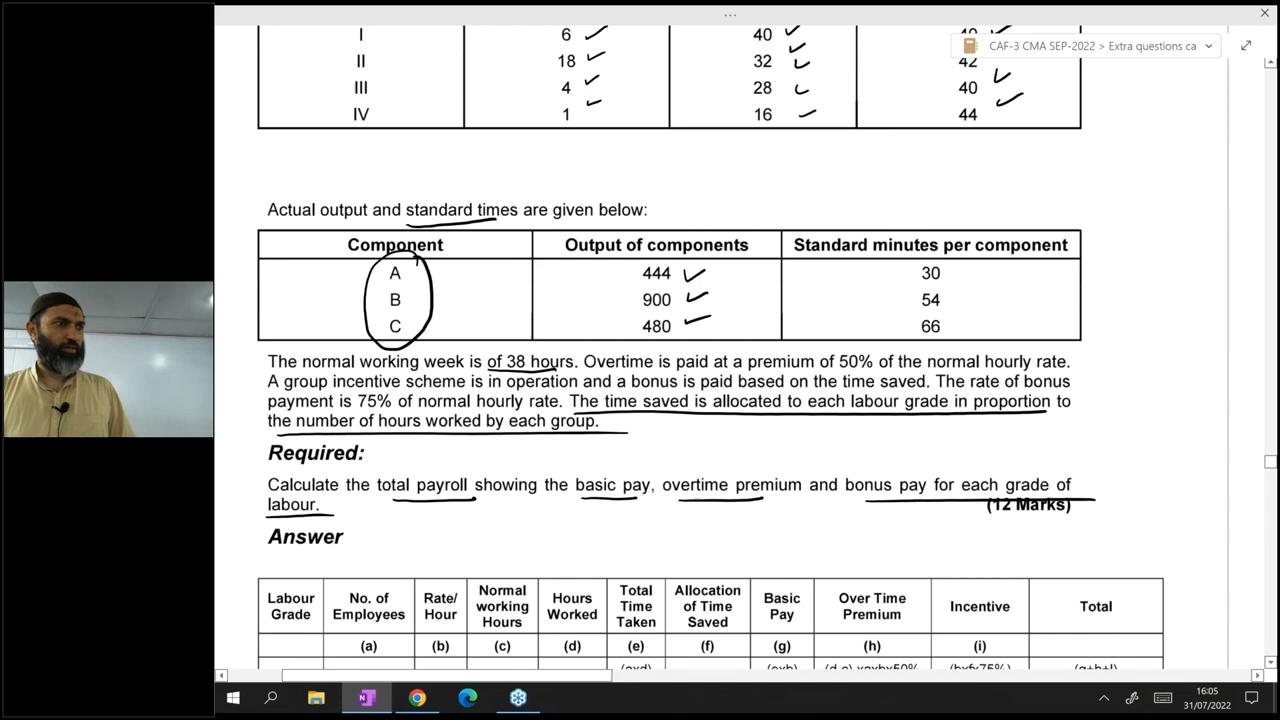 CAF-3 CMA SEP-2022 > Extra questions ca
I 6 40
II 18 32 42
III 4 28 40
IV 1 16 44
Actual output and standard times are given below:
Component Output of components Standard minutes per component
A 444 30
B 900 54
C 480 66
The normal working week is of 38 hours. Overtime is paid at a premium of 50% of the normal hourly rate.
A group incentive scheme is in operation and a bonus is paid based on the time saved. The rate of bonus
payment is 75% of normal hourly rate. The time saved is allocated to each labour grade in proportion to
the number of hours worked by each group.
Required:
Calculate the total payroll showing the basic pay, overtime premium and bonus pay for each grade of
labour. (12 Marks)
Answer
Labour Grade No. of Employees Rate/ Hour Normal working Hours Hours Worked Total Time Taken Allocation of Time Saved Basic Pay Over Time Premium Incentive Total
(a) (b) (c) (d) (e) (f) (g) (h) (i)
16:05
31/07/2022